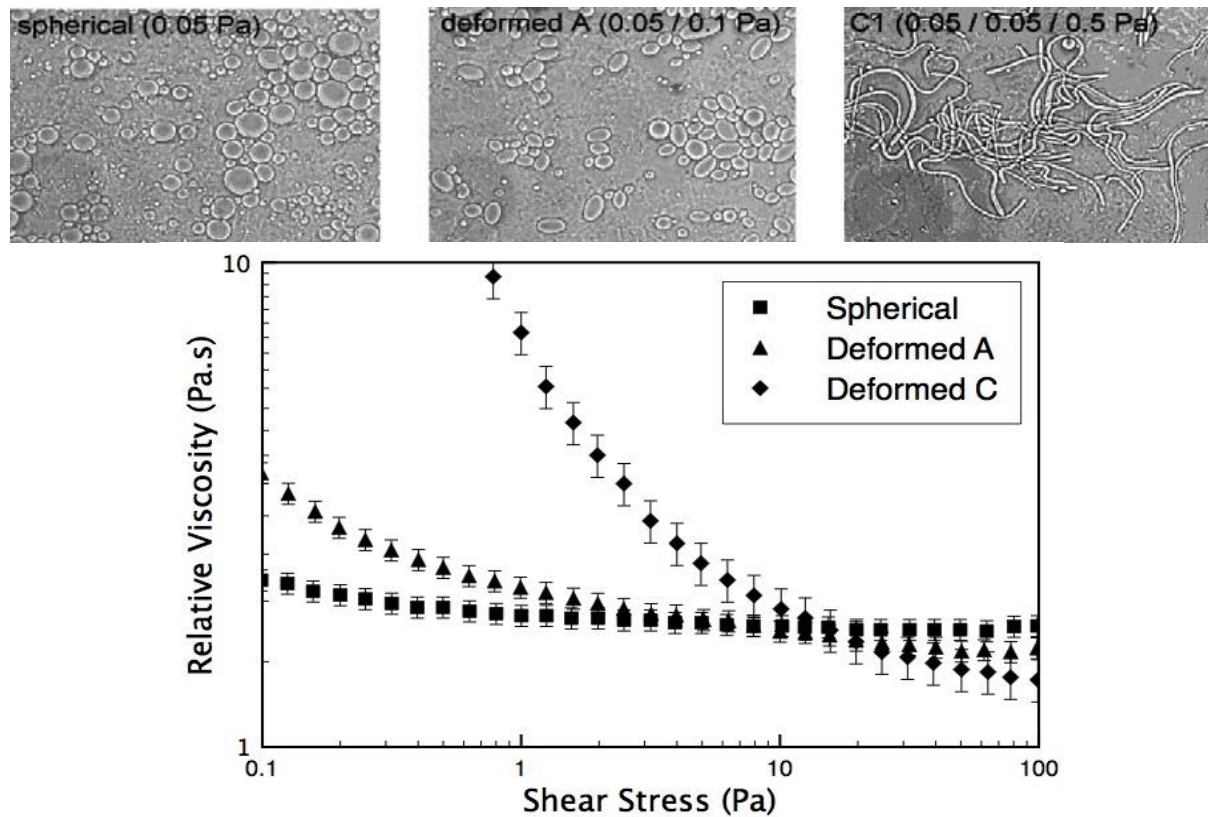 spherical (0.05 Pa)
deformed A (0.05 / 0.1 Pa)
C1 (0.05 / 0.05 / 0.5 Pa)
10
Spherical
Deformed A
Deformed C
Relative Viscosity (Pa.s)
1
0.1
1
10
100
Shear Stress (Pa)